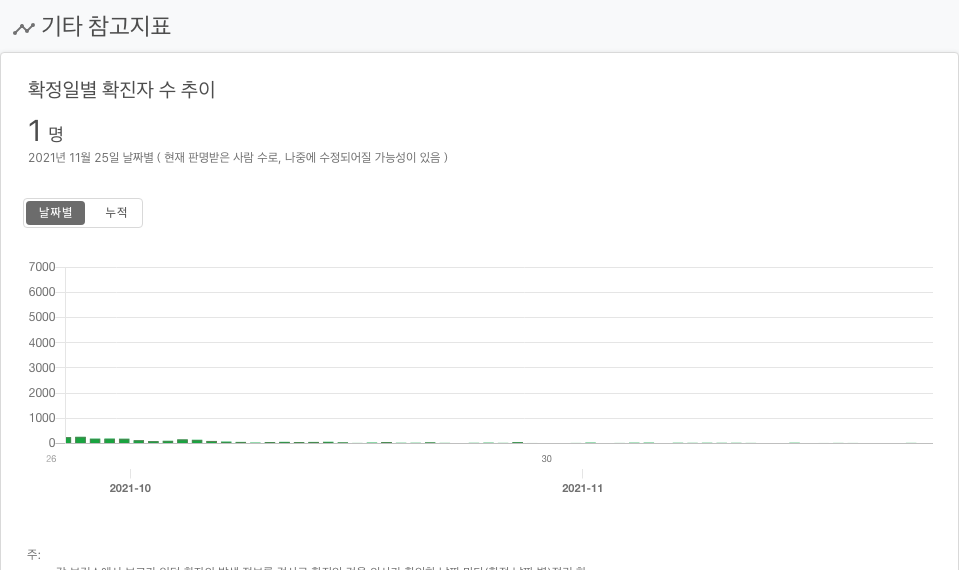 기타 참고지표
확정일별 확진자 수 추이
1 명
2021년 11월 25일 날짜별 ( 현재 판명받은 사람 수로, 나중에 수정되어질 가능성이 있음 )
날짜별 누적
7000
6000
5000
4000
3000
2000
1000
0
26 30
2021-10 2021-11
주: